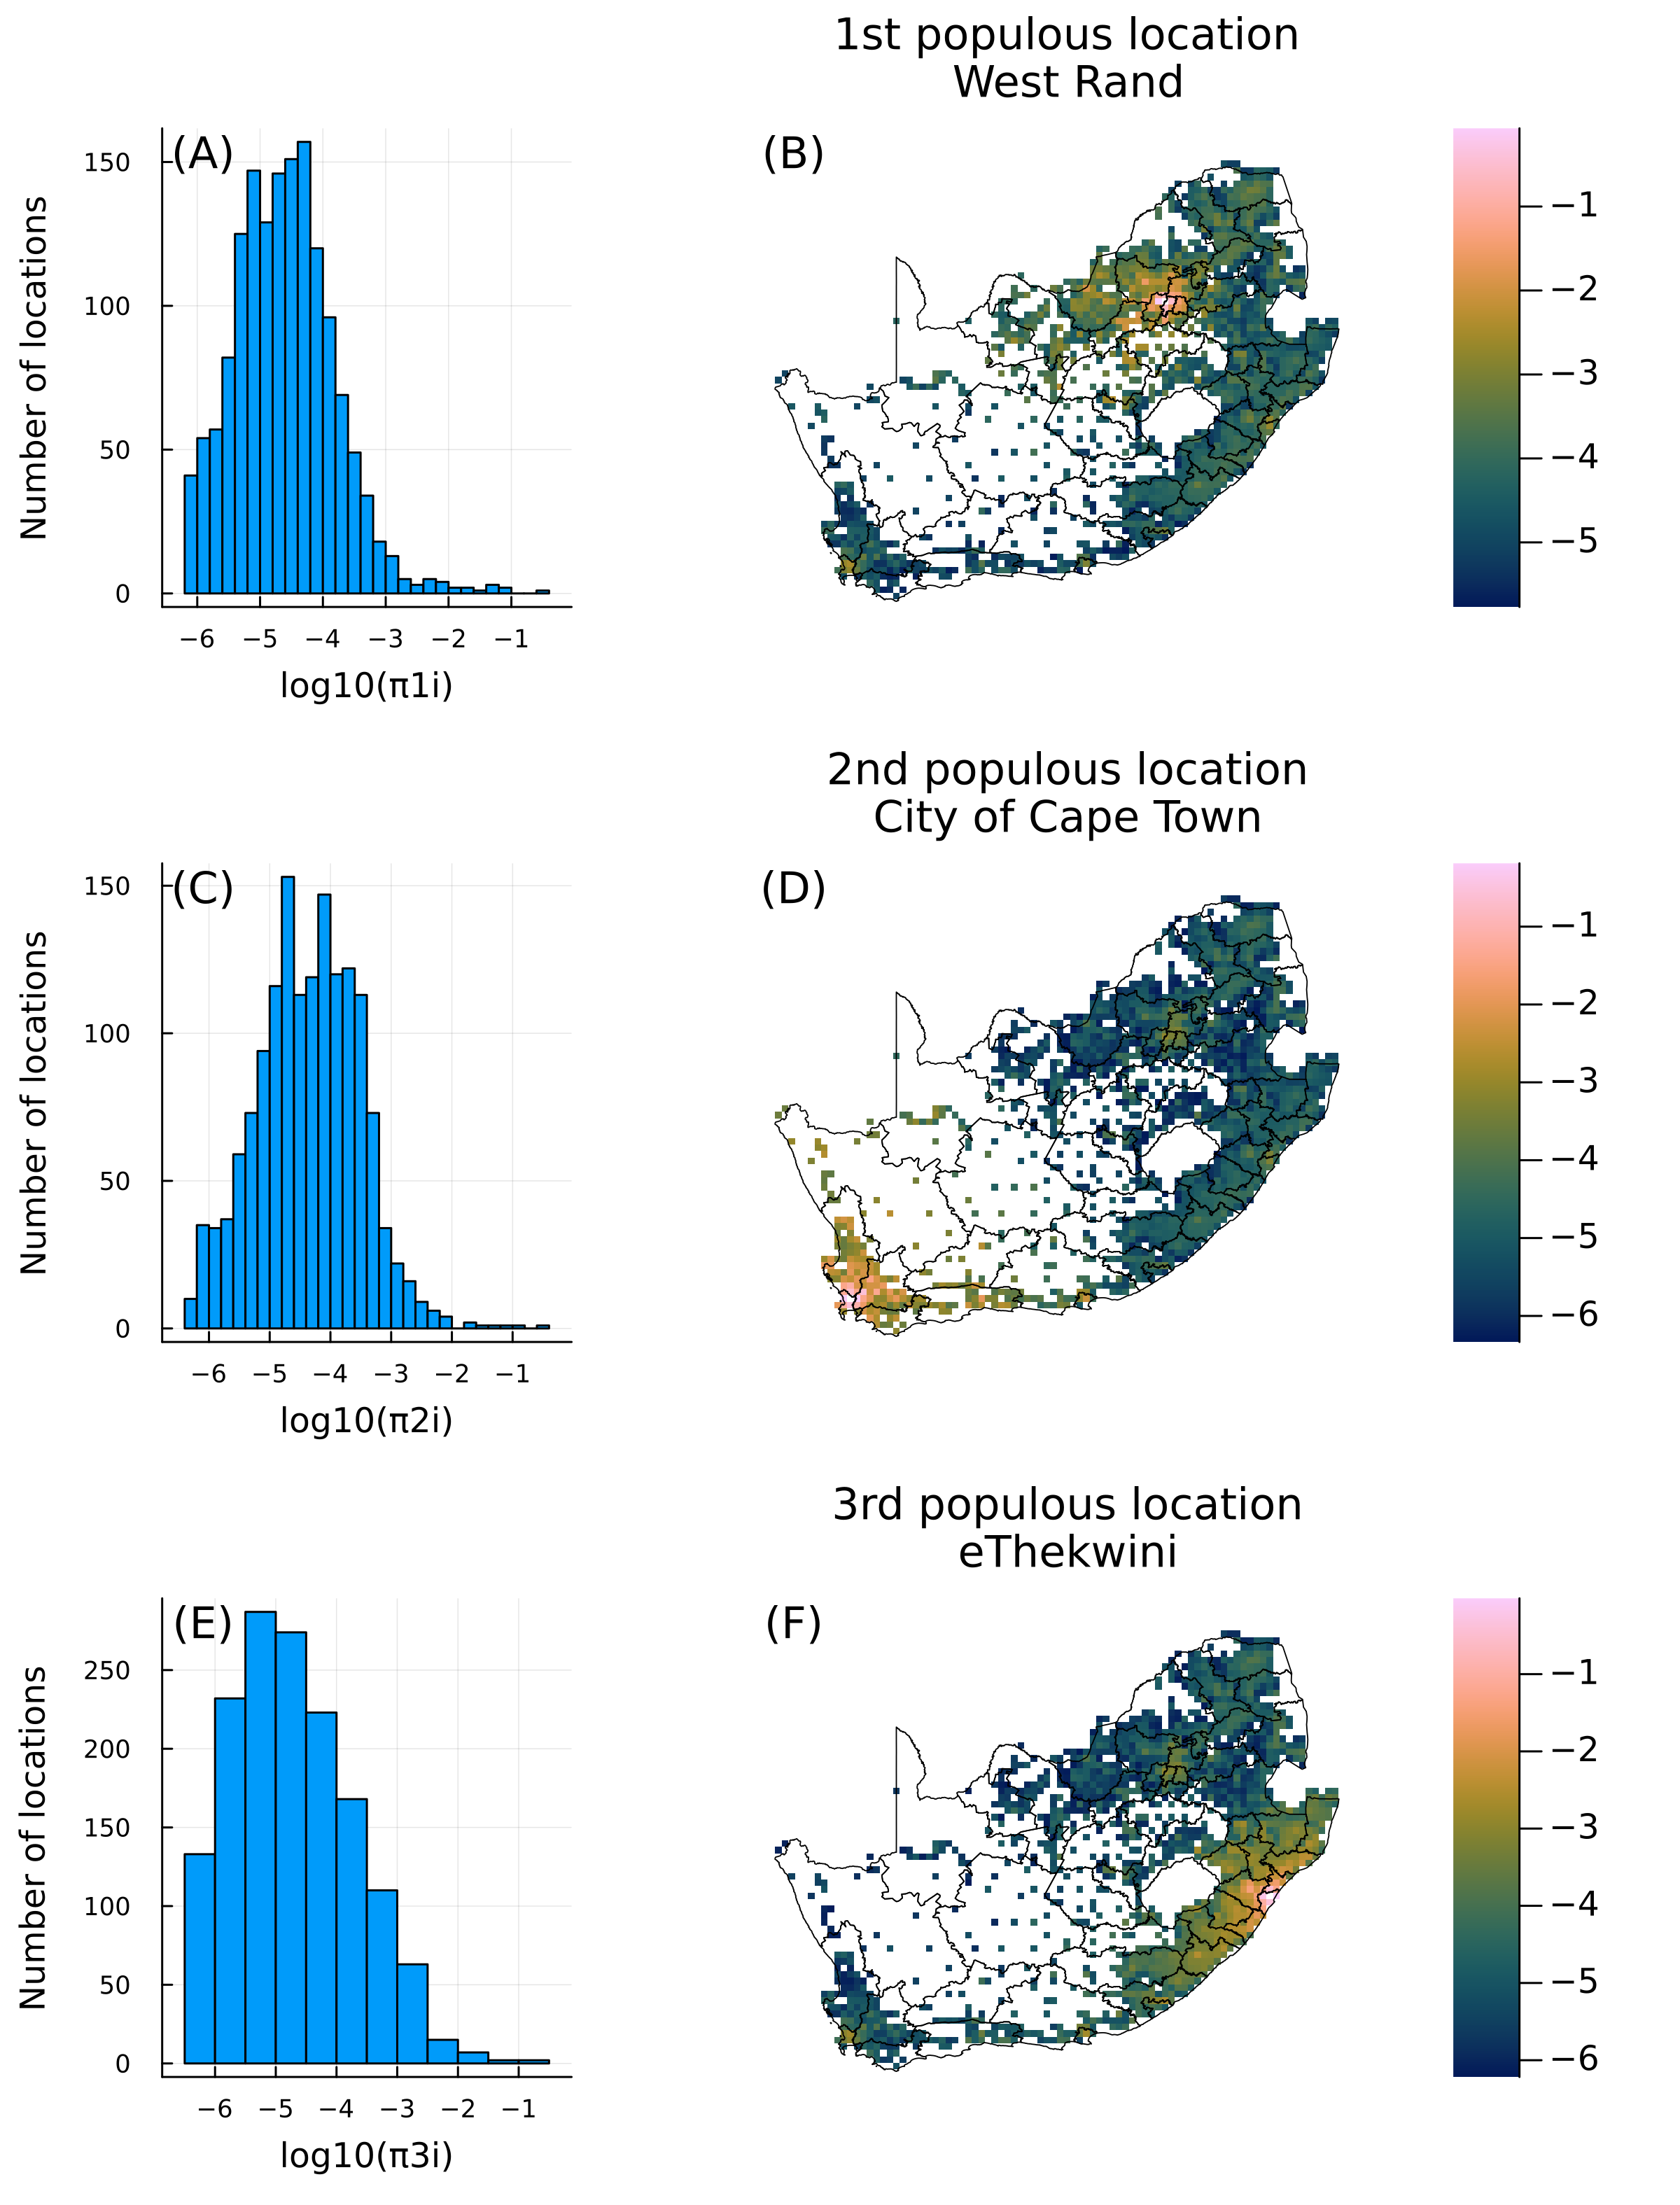 1st populous location
West Rand
(A)
Number of locations
150
100
50
0
−6 −5 −4 −3 −2 −1
log10(π1i)
(B)
−1
−2
−3
−4
−5
2nd populous location
City of Cape Town
(C)
Number of locations
150
100
50
0
−6 −5 −4 −3 −2 −1
log10(π2i)
(D)
−1
−2
−3
−4
−5
−6
3rd populous location
eThekwini
(E)
Number of locations
250
200
150
100
50
0
−6 −5 −4 −3 −2 −1
log10(π3i)
(F)
−1
−2
−3
−4
−5
−6